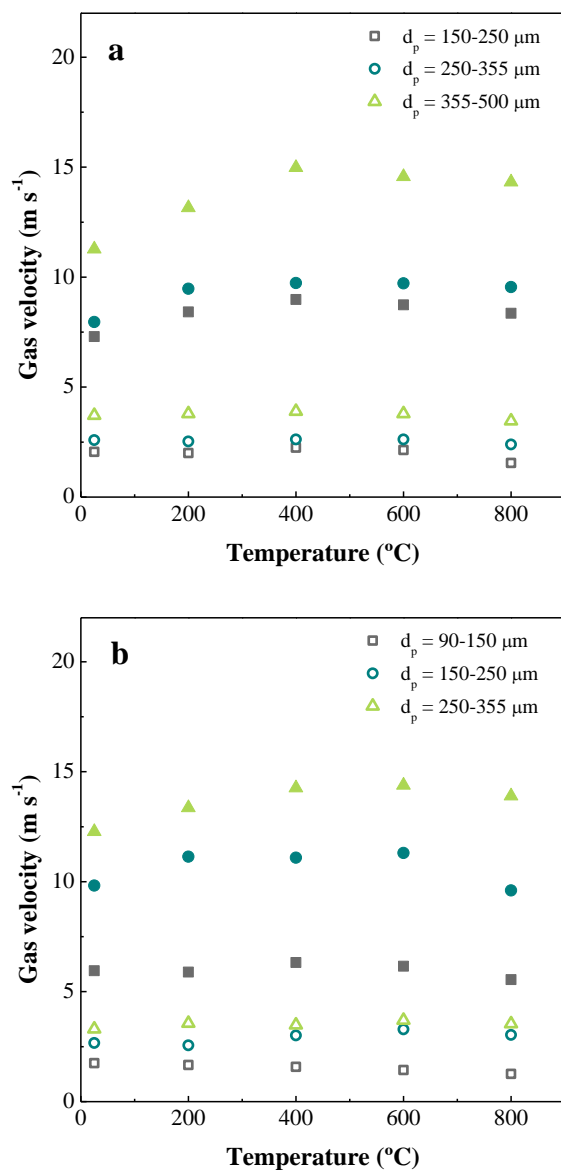 a
d_p = 150-250 μm
d_p = 250-355 μm
d_p = 355-500 μm
20
15
10
5
0
Gas velocity (m s⁻¹)
0 200 400 600 800
Temperature (ºC)
b
d_p = 90-150 μm
d_p = 150-250 μm
d_p = 250-355 μm
20
15
10
5
0
Gas velocity (m s⁻¹)
0 200 400 600 800
Temperature (ºC)